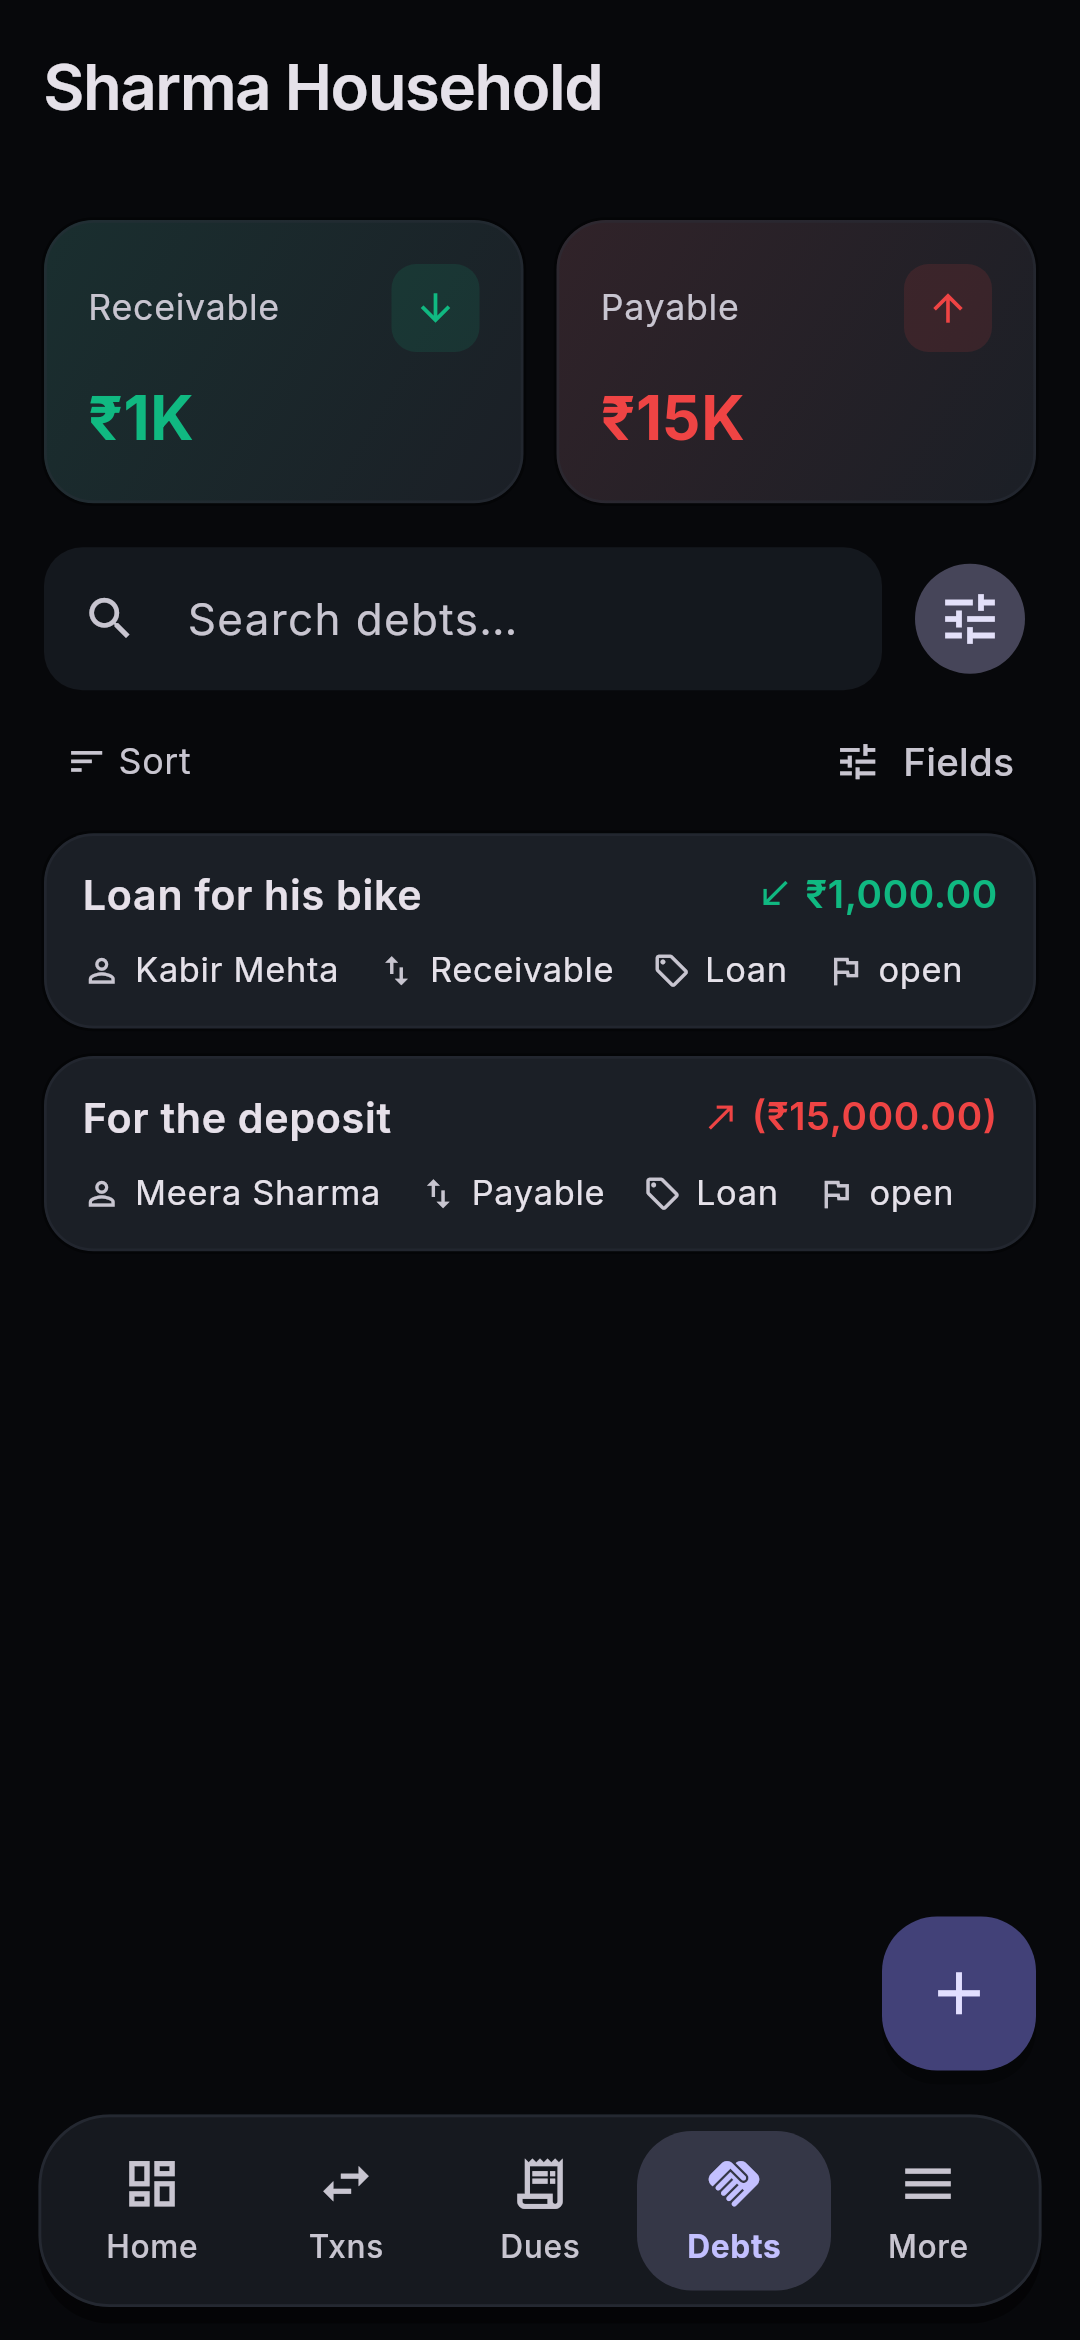 Sharma Household
Receivable
₹1K
Payable
₹15K
Search debts...
Sort
Fields
Loan for his bike ₹1,000.00
Kabir Mehta Receivable Loan open
For the deposit (₹15,000.00)
Meera Sharma Payable Loan open
Home Txns Dues Debts More